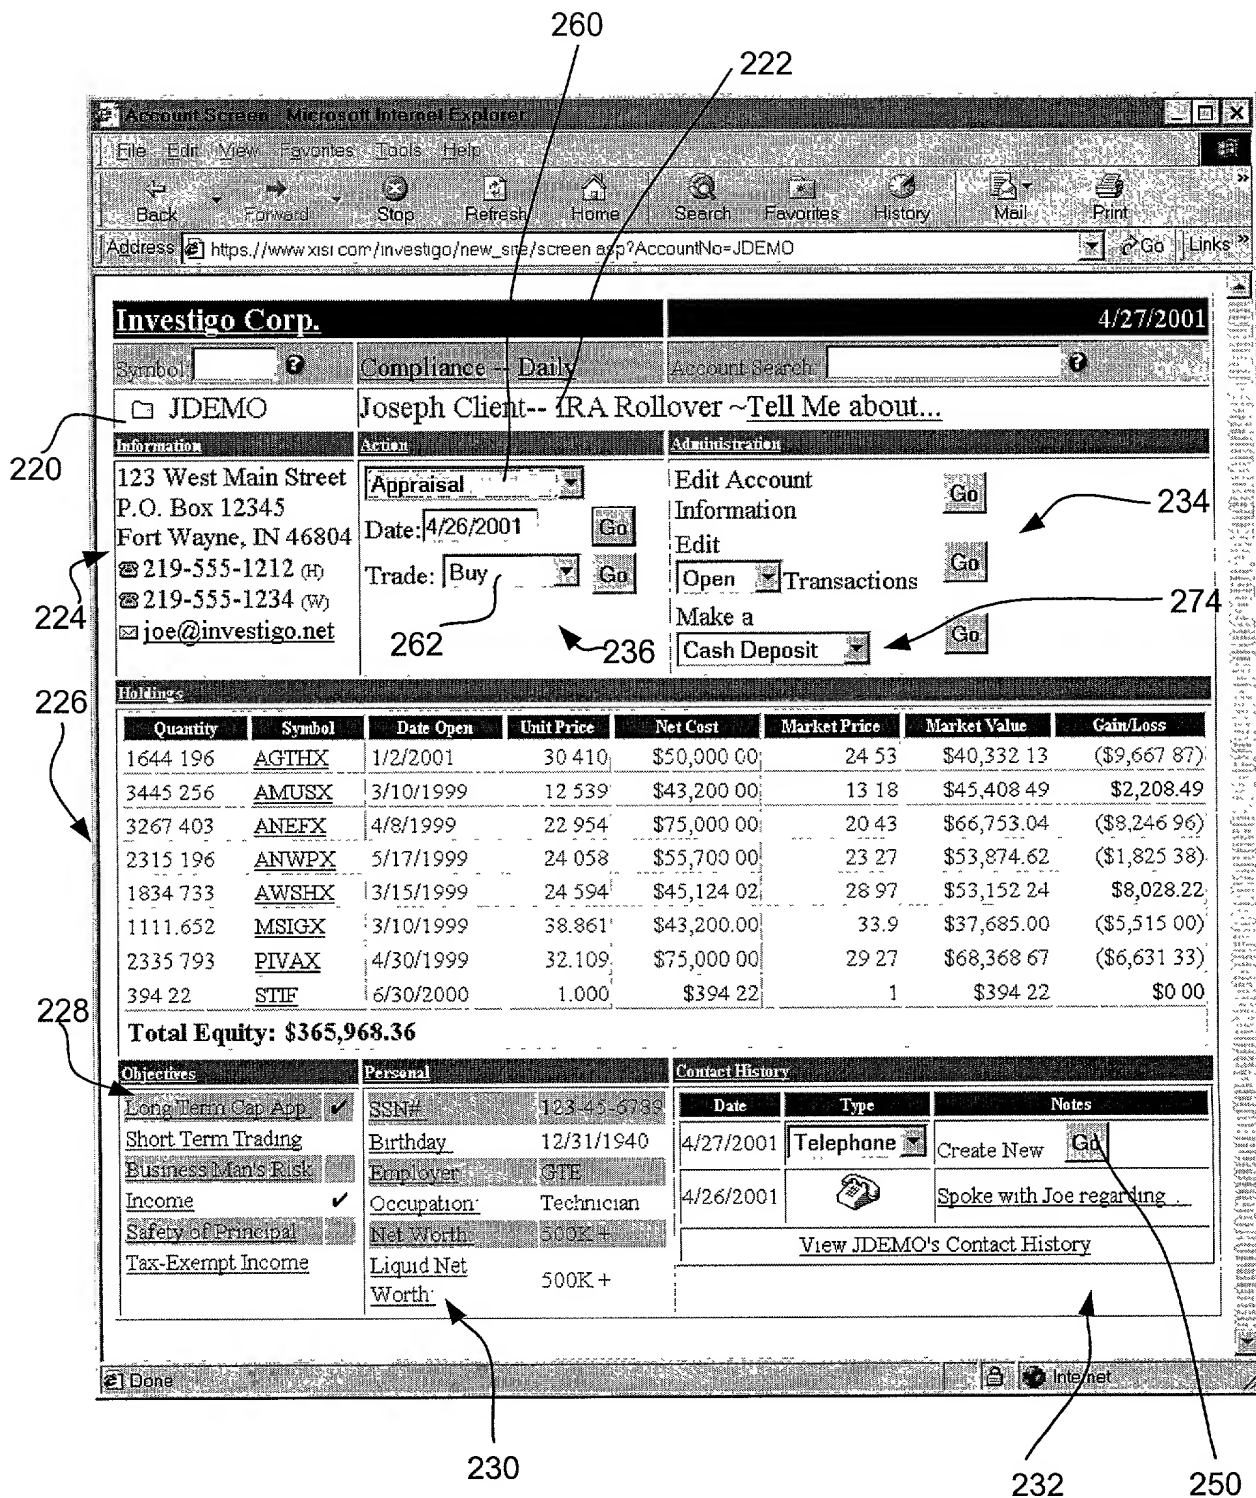 260
222
Account Screen - Microsoft Internet Explorer
File Edit View Favorites Tools Help
Back Forward Stop Refresh Home Search Favorites History Mail Print
Address https://www.xisi.com/investigo/new_site/screen.asp?AccountNo=JDEMO Go Links
Investigo Corp. 4/27/2001
Symbol: Compliance -- Daily Account Search:
JDEMO Joseph Client-- IRA Rollover ~Tell Me about...
220
Information Action Administration
123 West Main Street
P.O. Box 12345
Fort Wayne, IN 46804
219-555-1212 (H)
219-555-1234 (W)
joe@investigo.net
224
Appraisal
Date: 4/26/2001 Go
Trade: Buy Go
262
236
Edit Account
Information Go
Edit
Open Transactions Go
Make a
Cash Deposit Go
234
274
226
Holdings
Quantity Symbol Date Open Unit Price Net Cost Market Price Market Value Gain/Loss
1644 196 AGTHX 1/2/2001 30 410 $50,000 00 24 53 $40,332 13 ($9,667 87)
3445 256 AMUSX 3/10/1999 12 539 $43,200 00 13 18 $45,408 49 $2,208.49
3267 403 ANEFX 4/8/1999 22 954 $75,000 00 20 43 $66,753.04 ($8,246 96)
2315 196 ANWPX 5/17/1999 24 058 $55,700 00 23 27 $53,874.62 ($1,825 38)
1834 733 AWSHX 3/15/1999 24 594 $45,124 02 28 97 $53,152 24 $8,028.22
1111.652 MSIGX 3/10/1999 38.861 $43,200.00 33.9 $37,685.00 ($5,515 00)
2335 793 PIVAX 4/30/1999 32.109 $75,000 00 29 27 $68,368 67 ($6,631 33)
394 22 STIF 6/30/2000 1.000 $394 22 1 $394 22 $0 00
Total Equity: $365,968.36
228
Objectives Personal Contact History
Long Term Cap App. ✓
Short Term Trading
Business Man's Risk
Income ✓
Safety of Principal
Tax-Exempt Income
SSN# 123-45-6789
Birthday 12/31/1940
Employer GTE
Occupation: Technician
Net Worth: 500K +
Liquid Net
Worth: 500K +
Date Type Notes
4/27/2001 Telephone Create New Go
4/26/2001 Spoke with Joe regarding ..
View JDEMO's Contact History
Done Internet
230
232
250